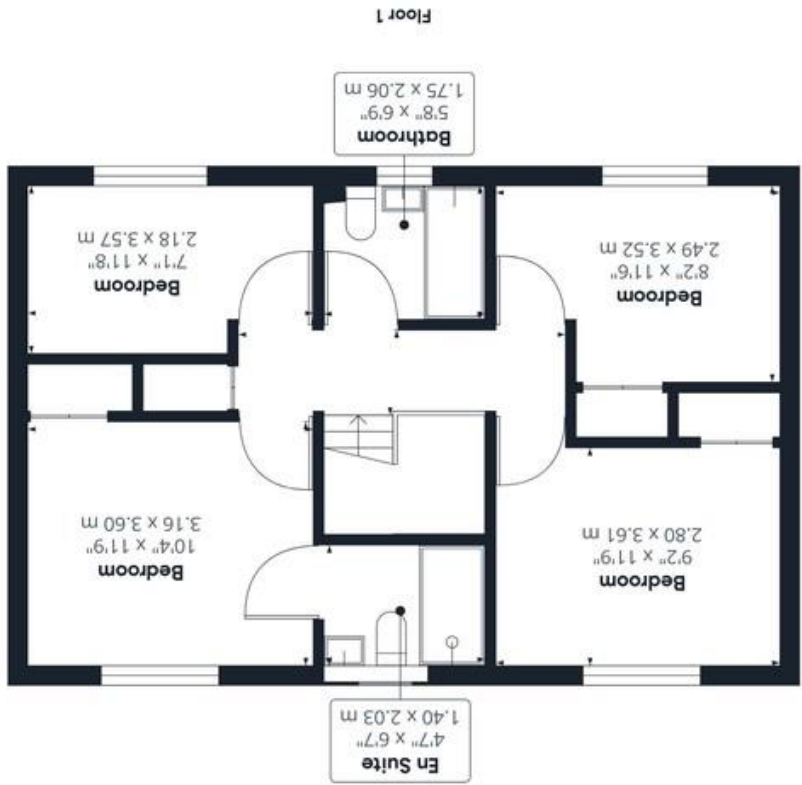 En Suite
4'7" x 6'7"
1.40 x 2.03 m
Bedroom
9'2" x 11'9"
2.80 x 3.61 m
Bedroom
10'4" x 11'9"
3.16 x 3.60 m
Bedroom
8'2" x 11'6"
2.49 x 3.52 m
Bedroom
7'1" x 11'8"
2.18 x 3.57 m
Bathroom
5'8" x 6'9"
1.75 x 2.06 m
Floor 1